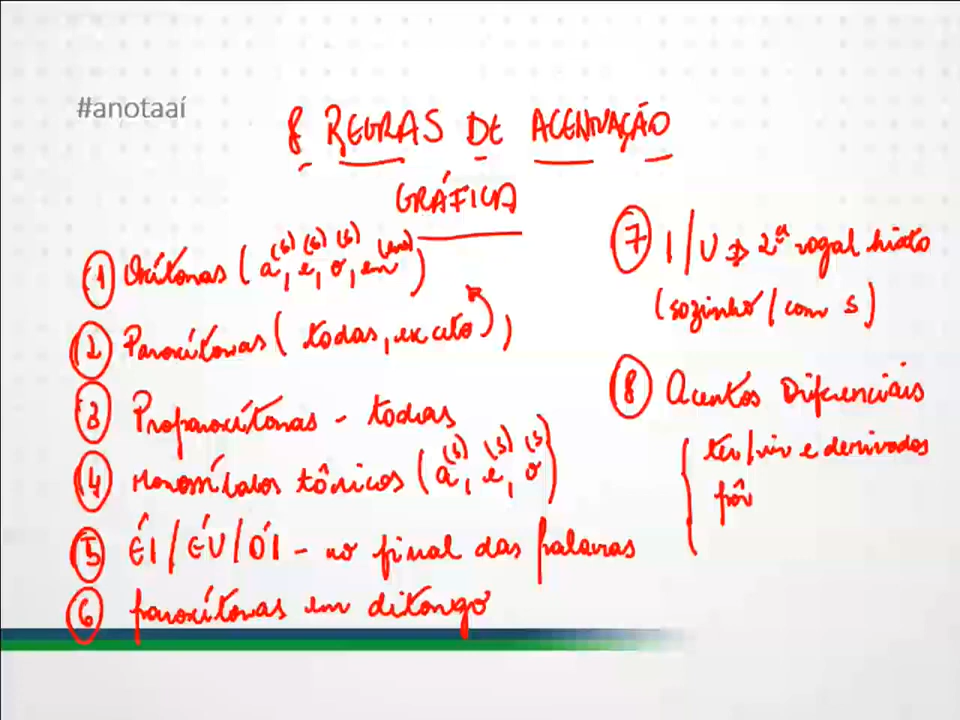 #anotaaí
8 REGRAS DE ACENTUAÇÃO
GRÁFICA
1 Oxítonas (a(s), e(s), o(s), em(ens))
2 Paroxítonas (todas, exceto)
3 Proparoxítonas - todas
4 Monossílabos tônicos (a(s), e(s), o(s))
5 ÉI/ÉU/ÓI - no final das palavras
6 paroxítonas em ditongo
7 I/U → 2ª vogal hiato
(sozinho/com s)
8 Acentos Diferenciais
ter/vir e derivados
pôr